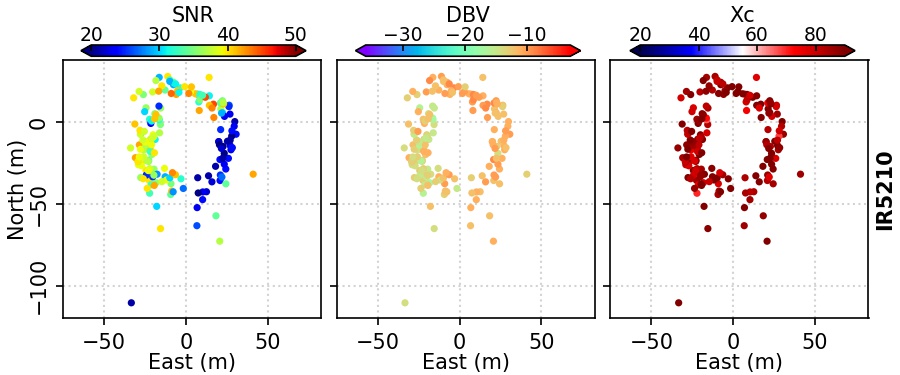 SNR DBV Xc
20 30 40 50 −30 −20 −10 20 40 60 80
0
−50
−100
North (m)
IR5210
−50 0 50 −50 0 50 −50 0 50
East (m) East (m) East (m)